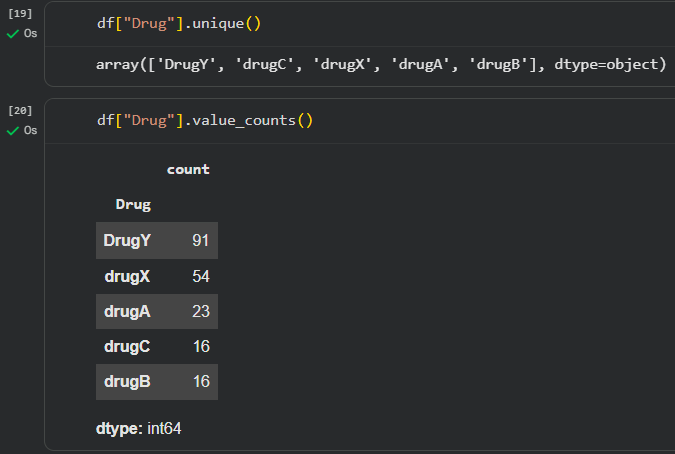 [19]
0s
df["Drug"].unique()
array(['DrugY', 'drugC', 'drugX', 'drugA', 'drugB'], dtype=object)
[20]
0s
df["Drug"].value_counts()
count
Drug
DrugY 91
drugX 54
drugA 23
drugC 16
drugB 16
dtype: int64